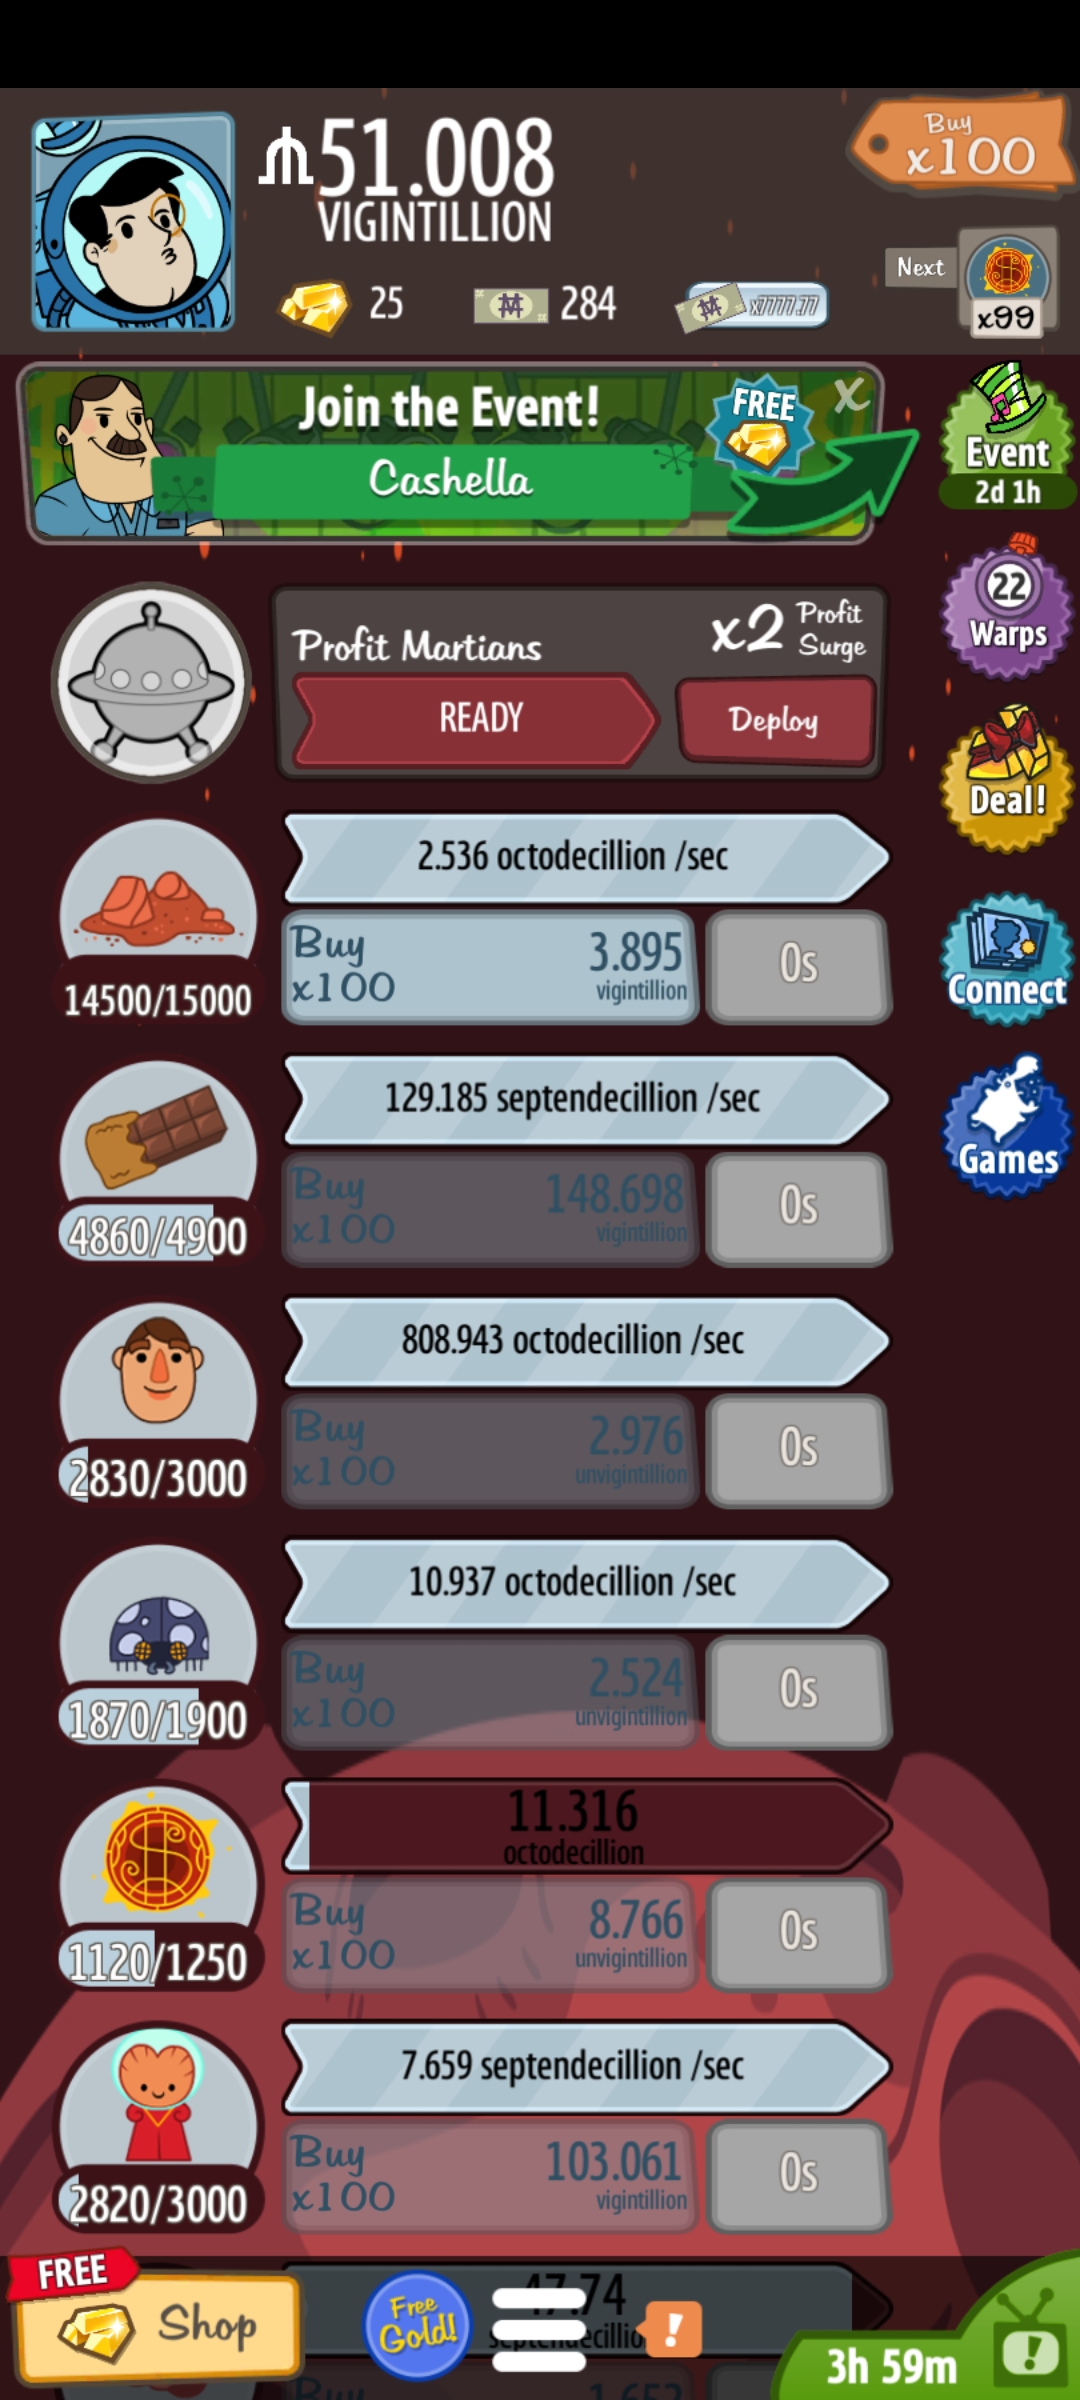 51.008
VIGINTILLION
Buy
x100
25
284
x7777.77
Next
x99
Join the Event!
Cashella
FREE
X
Event
2d 1h
22
Warps
Profit Martians
x2 Profit
Surge
READY
Deploy
Deal!
2.536 octodecillion /sec
Buy
x100
3.895
vigintillion
0s
14500/15000
Connect
129.185 septendecillion /sec
Buy
x100
148.698
vigintillion
0s
4860/4900
Games
808.943 octodecillion /sec
Buy
x100
2.976
unvigintillion
0s
2830/3000
10.937 octodecillion /sec
Buy
x100
2.524
unvigintillion
0s
1870/1900
11.316
octodecillion
Buy
x100
8.766
unvigintillion
0s
1120/1250
7.659 septendecillion /sec
Buy
x100
103.061
vigintillion
0s
2820/3000
FREE
Shop
Free
Gold!
47.74
!
3h 59m
!
Buy